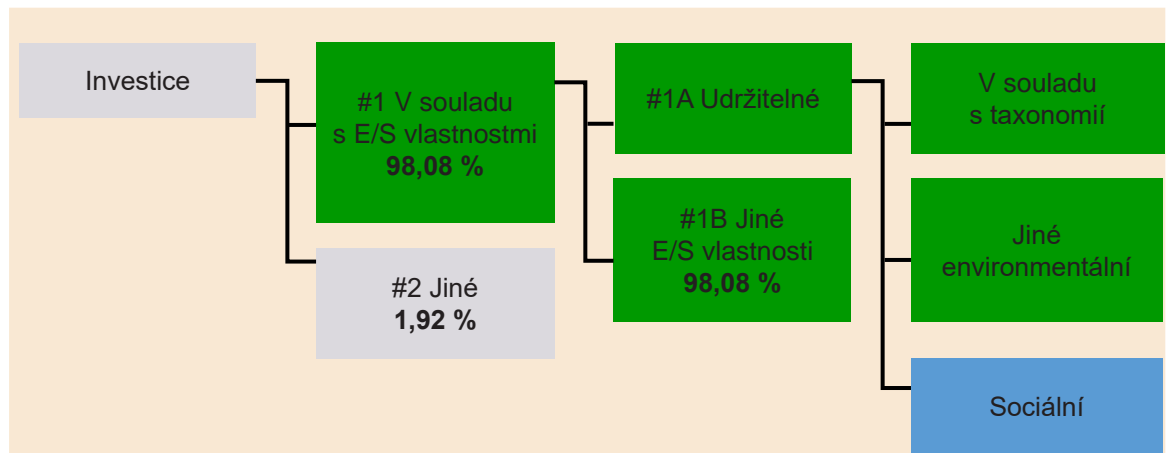 Investice
#1 V souladu
s E/S vlastnostmi
98,08 %
#2 Jiné
1,92 %
#1A Udržitelné
#1B Jiné
E/S vlastnosti
98,08 %
V souladu
s taxonomií
Jiné
environmentální
Sociální